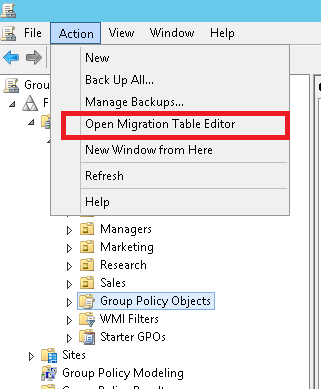 File Action View Window Help
New
Back Up All...
Manage Backups...
Open Migration Table Editor
New Window from Here
Refresh
Help
Group
F
Managers
Marketing
Research
Sales
Group Policy Objects
WMI Filters
Starter GPOs
Sites
Group Policy Modeling